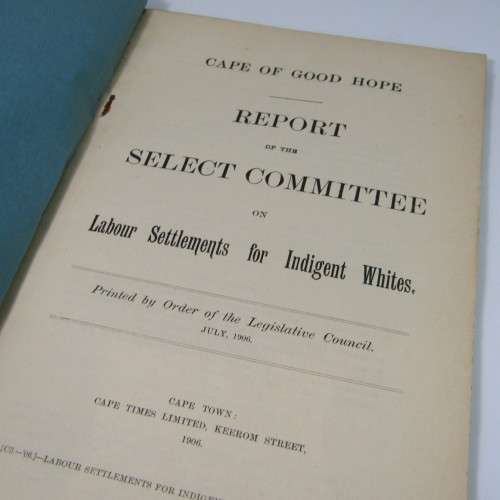 CAPE OF GOOD HOPE
REPORT
OF THE
SELECT COMMITTEE
ON
Labour Settlements for Indigent Whites.
Printed by Order of the Legislative Council.
JULY, 1906.
CAPE TOWN:
CAPE TIMES LIMITED, KEEROM STREET,
1906.
LABOUR SETTLEMENTS FOR